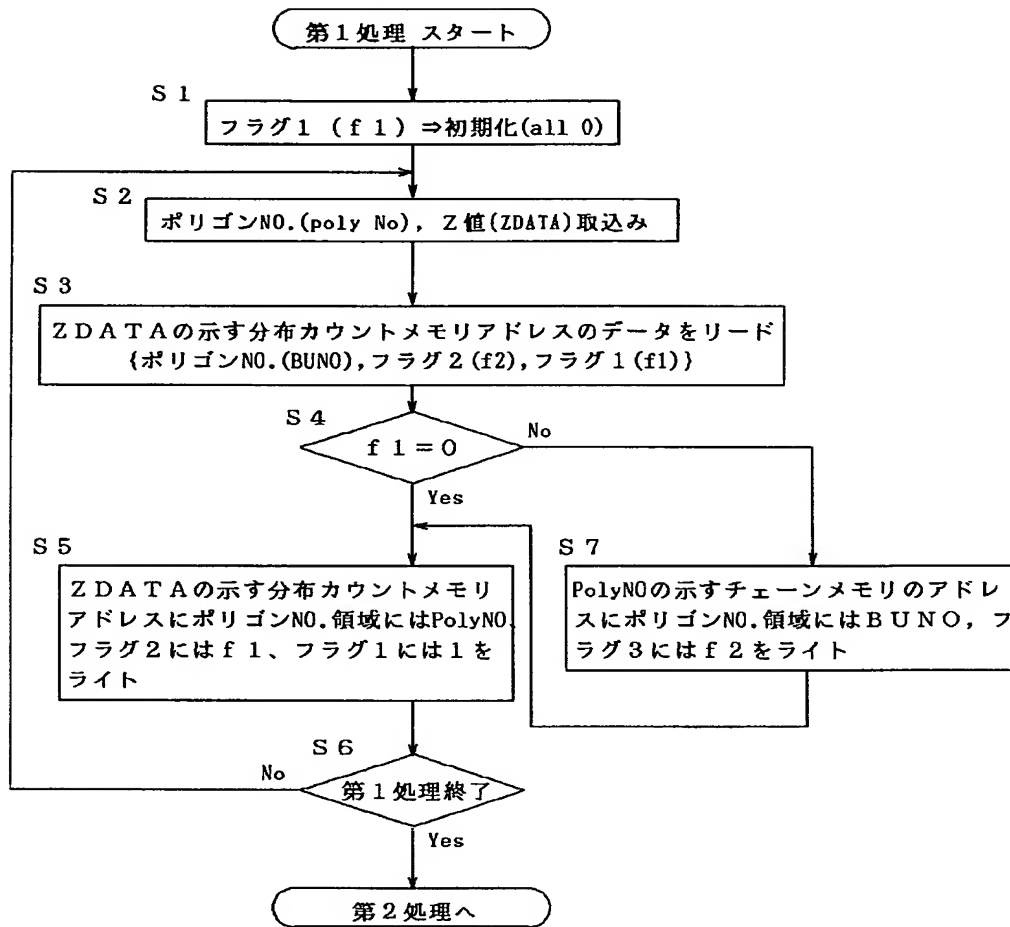 第1処理 スタート
S1
フラグ1 (f1) ⇒初期化(all 0)
S2
ポリゴンNO.(poly No), Z値(ZDATA)取込み
S3
ZDATAの示す分布カウントメモリアドレスのデータをリード
{ポリゴンNO.(BUNO),フラグ2(f2),フラグ1(f1)}
S4
f1=0
No
Yes
S5
ZDATAの示す分布カウントメモリ
アドレスにポリゴンNO.領域にはPolyNO,
フラグ2にはf1、フラグ1には1を
ライト
S7
PolyNOの示すチェーンメモリのアドレ
スにポリゴンNO.領域にはBUNO, フ
ラグ3にはf2をライト
S6
No
第1処理終了
Yes
第2処理へ